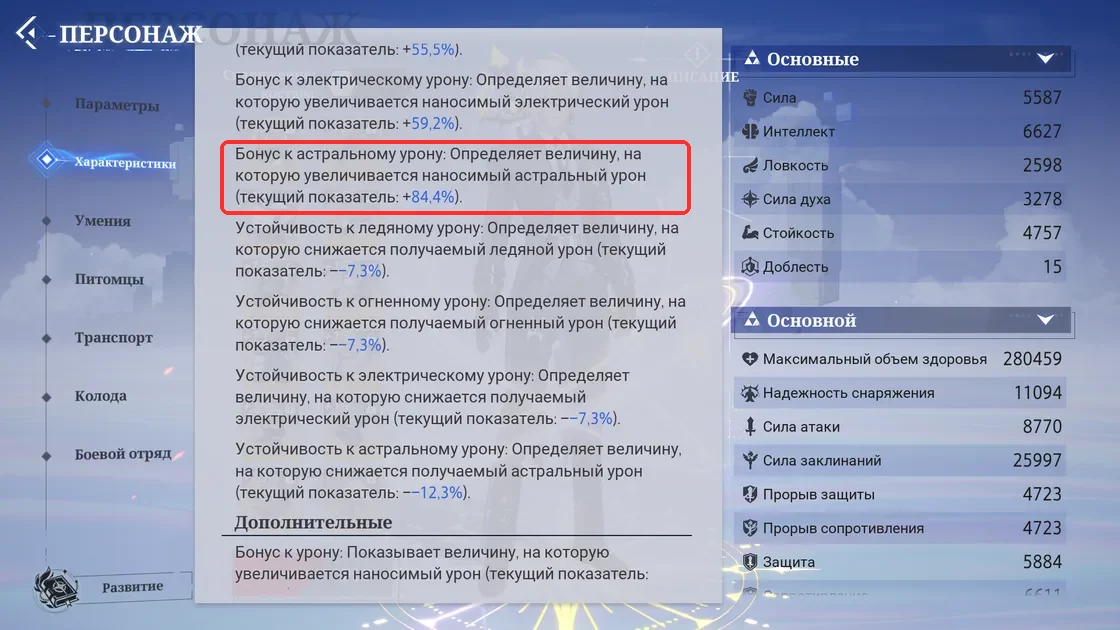 ПЕРСОНАЖ
Параметры
Характеристики
Умения
Питомцы
Транспорт
Колода
Боевой отряд
Развитие
(текущий показатель: +55,5%).
Бонус к электрическому урону: Определяет величину, на
которую увеличивается наносимый электрический урон
(текущий показатель: +59,2%).
Бонус к астральному урону: Определяет величину, на
которую увеличивается наносимый астральный урон
(текущий показатель: +84,4%).
Устойчивость к ледяному урону: Определяет величину, на
которую снижается получаемый ледяной урон (текущий
показатель: −−7,3%).
Устойчивость к огненному урону: Определяет величину, на
которую снижается получаемый огненный урон (текущий
показатель: −−7,3%).
Устойчивость к электрическому урону: Определяет
величину, на которую снижается получаемый
электрический урон (текущий показатель: −−7,3%).
Устойчивость к астральному урону: Определяет величину,
на которую снижается получаемый астральный урон
(текущий показатель: −−12,3%).
Дополнительные
Бонус к урону: Показывает величину, на которую
увеличивается наносимый урон (текущий показатель:
Основные
Сила 5587
Интеллект 6627
Ловкость 2598
Сила духа 3278
Стойкость 4757
Доблесть 15
Основной
Максимальный объем здоровья 280459
Надежность снаряжения 11094
Сила атаки 8770
Сила заклинаний 25997
Прорыв защиты 4723
Прорыв сопротивления 4723
Защита 5884